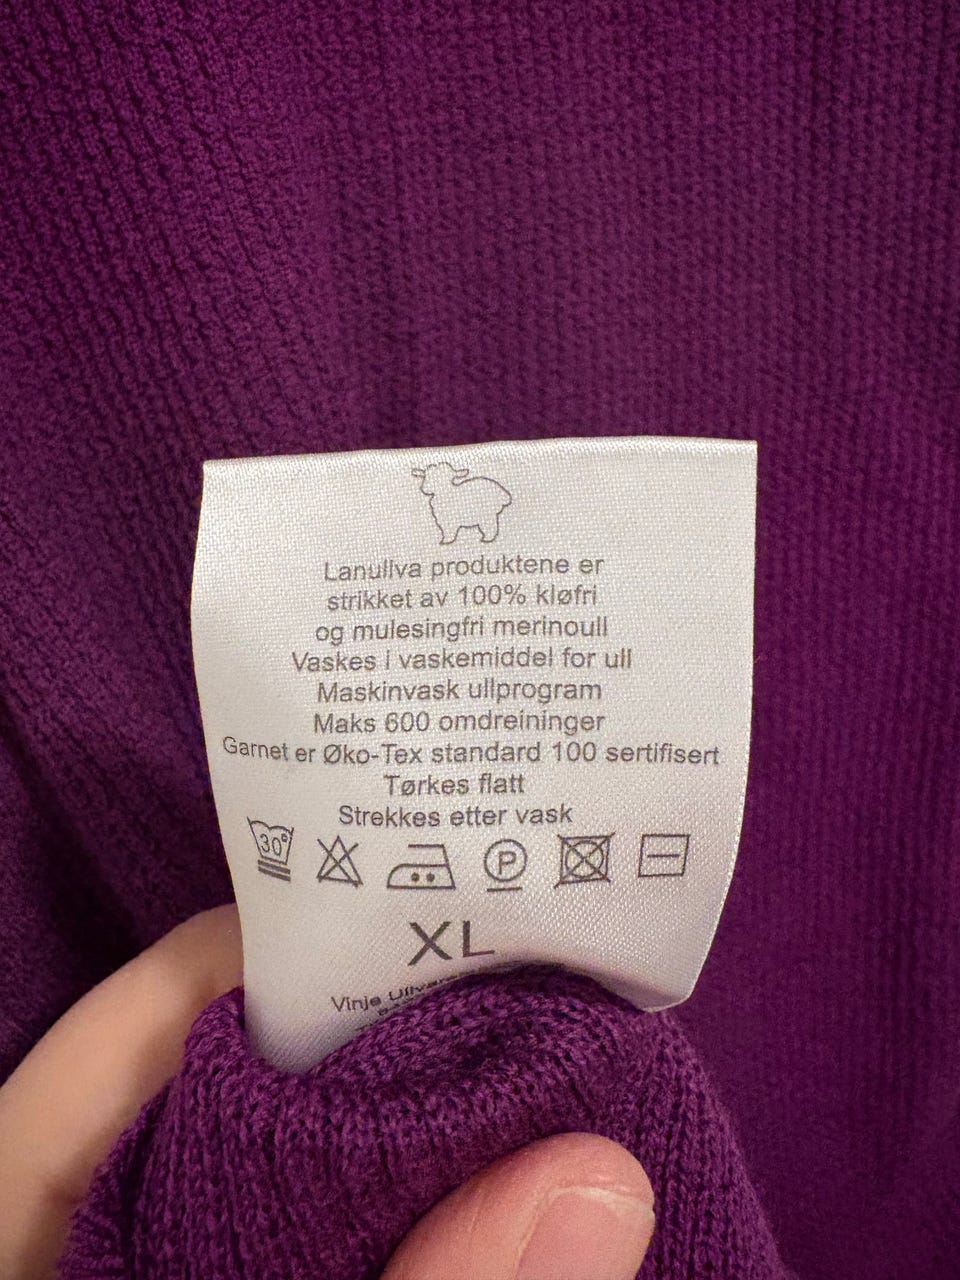 Lanullva produktene er
strikket av 100% kløfri
og mulesingfri merinoull
Vaskes i vaskemiddel for ull
Maskinvask ullprogram
Maks 600 omdreininger
Garnet er Øko-Tex standard 100 sertifisert
Tørkes flatt
Strekkes etter vask
30° P
XL
Vinje